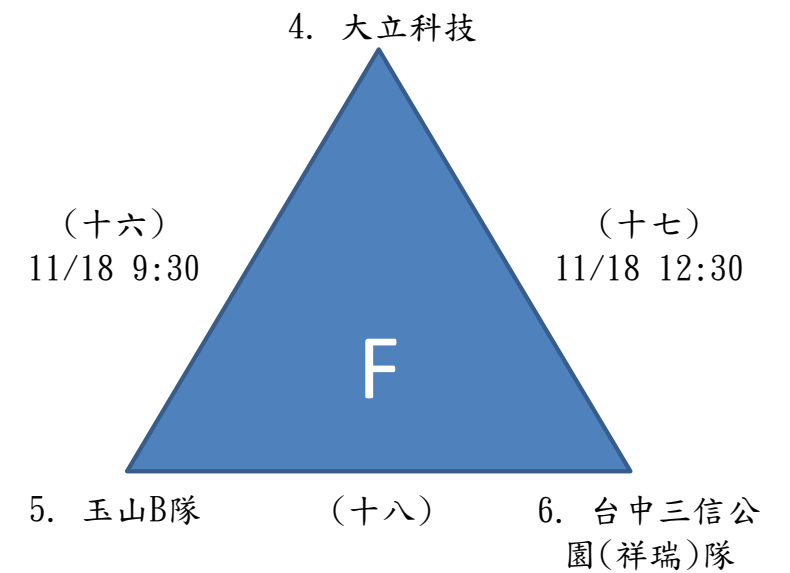 4. 大立科技
(十六)
11/18 9:30
(十七)
11/18 12:30
F
5. 玉山B隊
(十八)
6. 台中三信公
園(祥瑞)隊